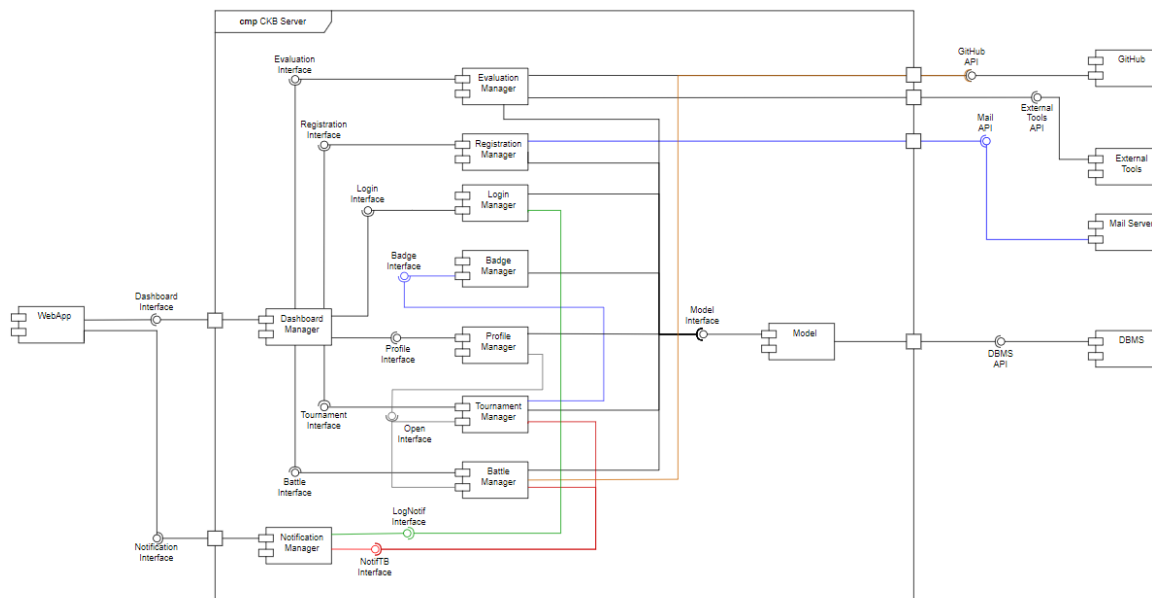 cmp CKB Server
Evaluation
Interface
Evaluation
Manager
GitHub
API
GitHub
External
Tools
API
Registration
Interface
Registration
Manager
Mail
API
External
Tools
Login
Interface
Login
Manager
Mail Server
Badge
Interface
Badge
Manager
WebApp
Dashboard
Interface
Dashboard
Manager
Profile
Interface
Profile
Manager
Model
Interface
Model
DBMS
API
DBMS
Tournament
Interface
Open
Interface
Tournament
Manager
Battle
Interface
Battle
Manager
LogNotif
Interface
Notification
Interface
Notification
Manager
NotifTB
Interface